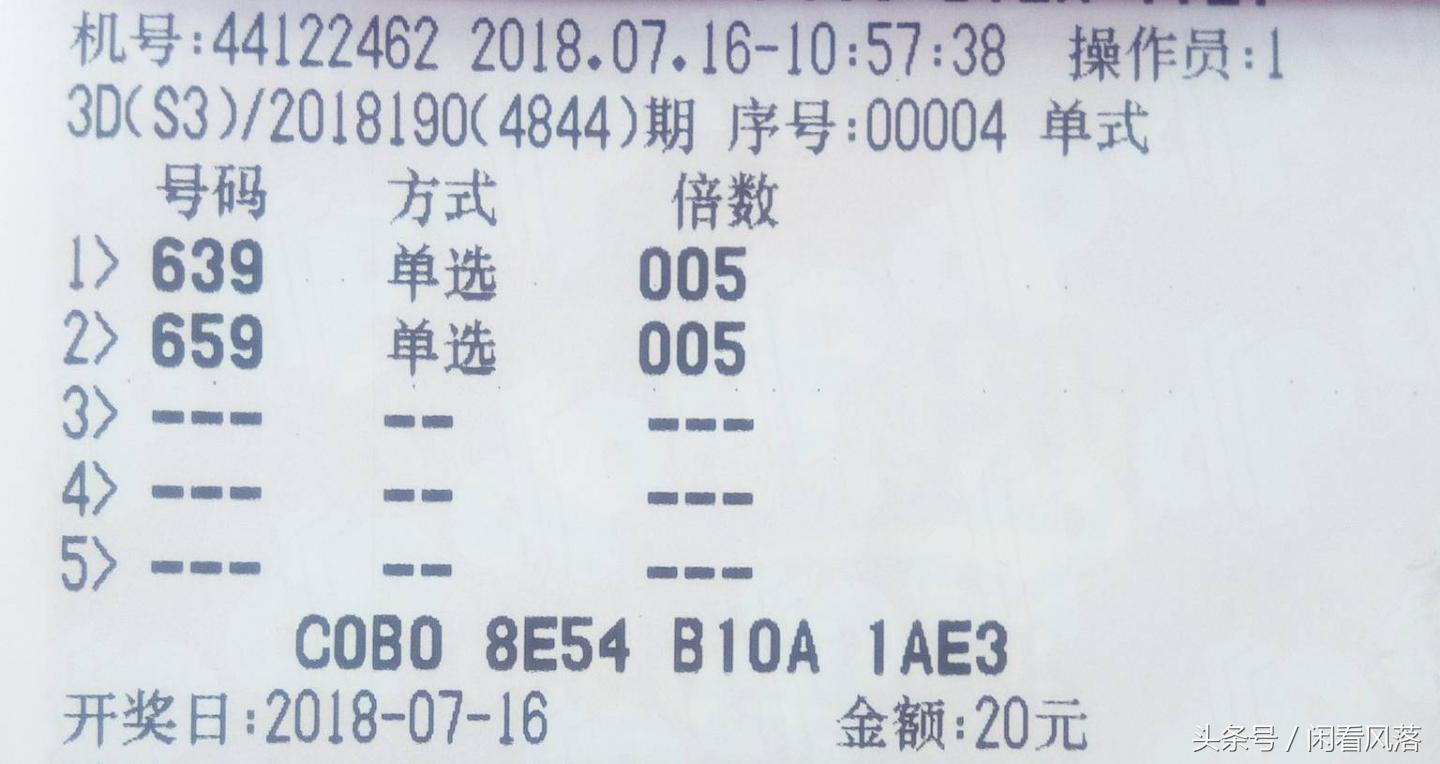 机号:44122462 2018.07.16-10:57:38 操作员:1
3D(S3)/2018190(4844)期 序号:00004 单式
号码 方式 倍数
1> 639 单选 005
2> 659 单选 005
3> --- -- ---
4> --- -- ---
5> --- -- ---
C0B0 8E54 B10A 1AE3
开奖日:2018-07-16 金额:20元
头条号 / 闲看风落